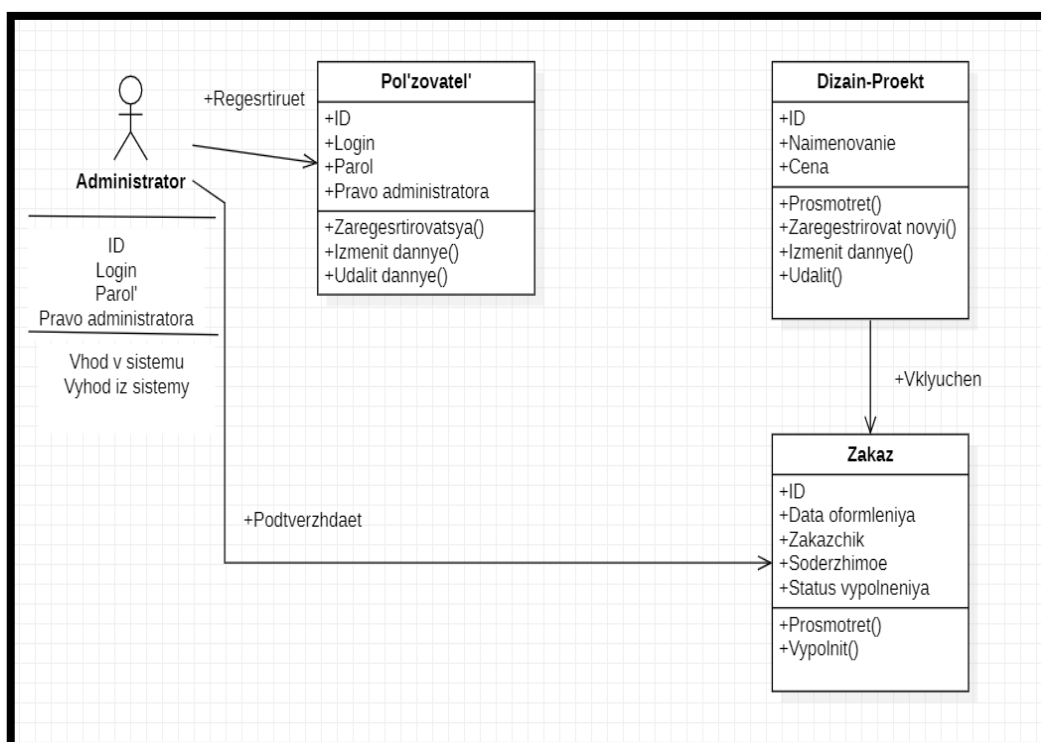 +Regesrtiruet
Administrator
ID
Login
Parol'
Pravo administratora
Vhod v sistemu
Vyhod iz sistemy
Pol'zovatel'
+ID
+Login
+Parol
+Pravo administratora
+Zaregesrtirovatsya()
+Izmenit dannye()
+Udalit dannye()
Dizain-Proekt
+ID
+Naimenovanie
+Cena
+Prosmotret()
+Zaregestrirovat novyi()
+Izmenit dannye()
+Udalit()
+Vklyuchen
+Podtverzhdaet
Zakaz
+ID
+Data oformleniya
+Zakazchik
+Soderzhimoe
+Status vypolneniya
+Prosmotret()
+Vypolnit()